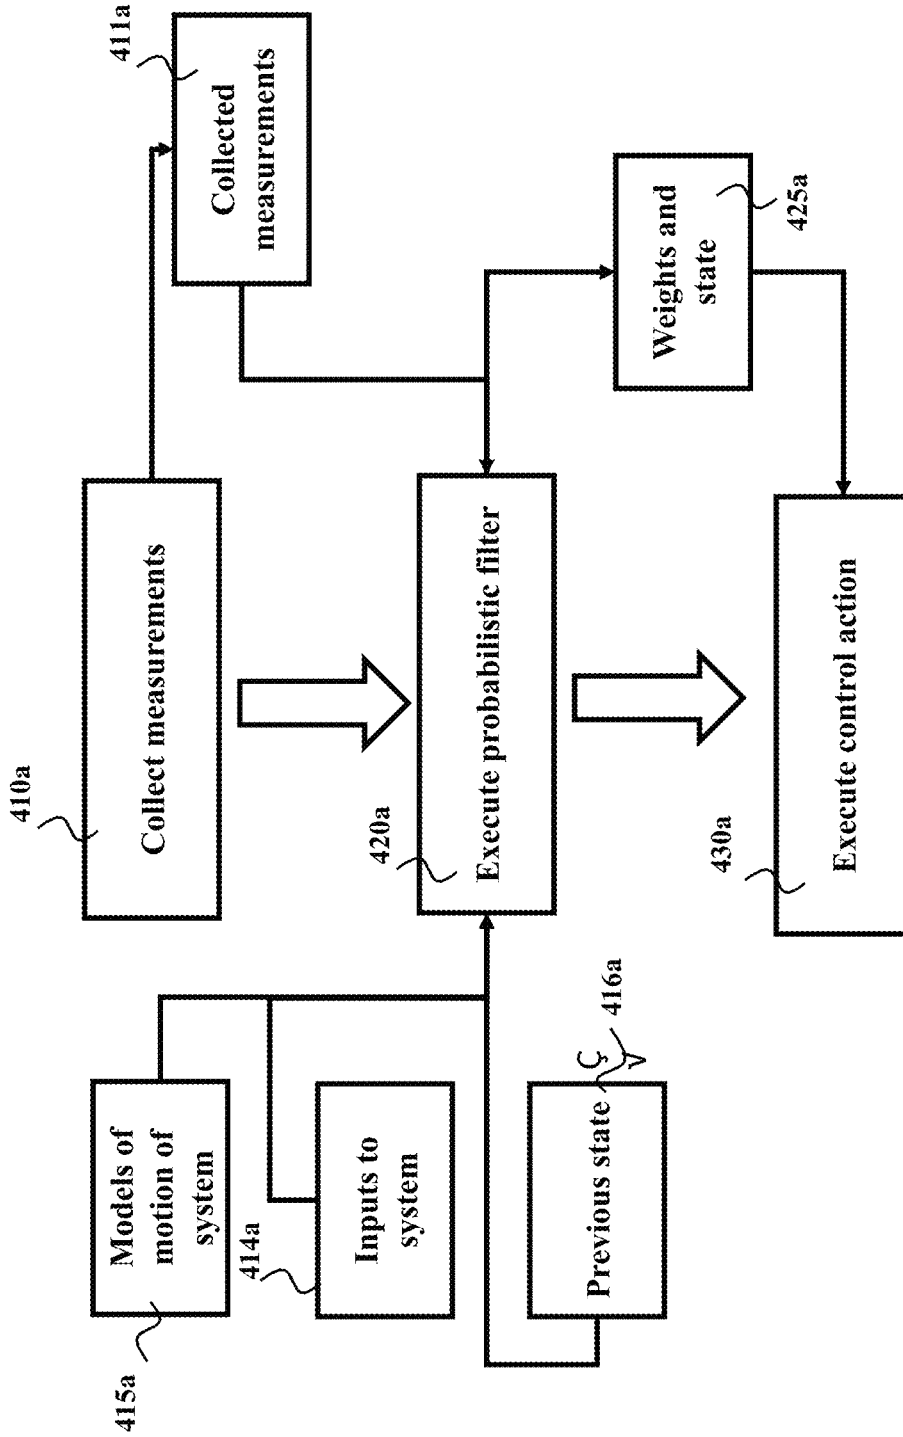 415a
Models of
motion of
system
414a
Inputs to
system
Previous state
416a
410a
Collect measurements
420a
Execute probabilistic filter
430a
Execute control action
411a
Collected
measurements
Weights and
state
425a